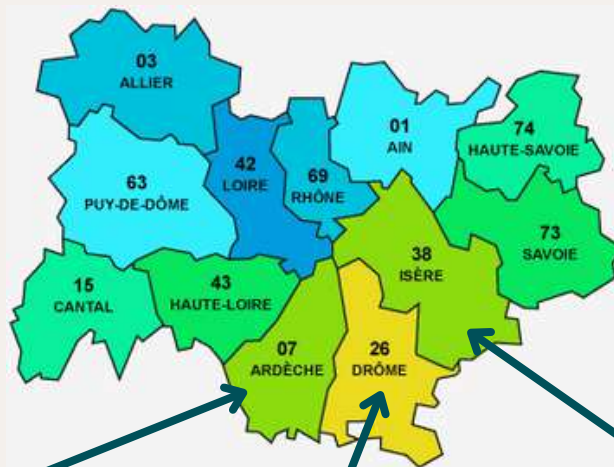 03
ALLIER
01
AIN
74
HAUTE-SAVOIE
42
LOIRE
69
RHÔNE
63
PUY-DE-DÔME
73
SAVOIE
38
ISÈRE
15
CANTAL
43
HAUTE-LOIRE
07
ARDÈCHE
26
DRÔME